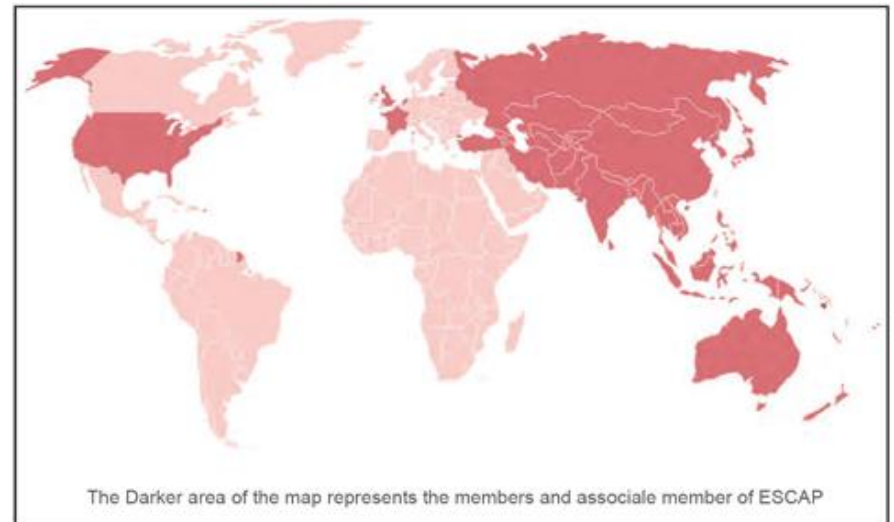 The Darker area of the map represents the members and associale member of ESCAP